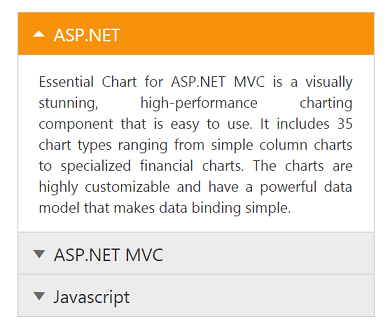 ASP.NET
Essential Chart for ASP.NET MVC is a visually
stunning, high-performance charting
component that is easy to use. It includes 35
chart types ranging from simple column charts
to specialized financial charts. The charts are
highly customizable and have a powerful data
model that makes data binding simple.
ASP.NET MVC
Javascript